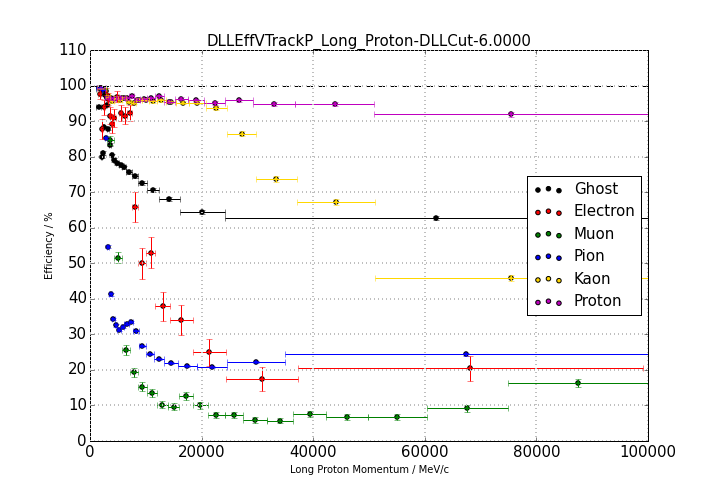 DLLEffVTrackP_Long_Proton-DLLCut-6.0000
110
100
90
80
70
60
50
40
30
20
10
0
Efficiency / %
Ghost
Electron
Muon
Pion
Kaon
Proton
0 20000 40000 60000 80000 100000
Long Proton Momentum / MeV/c